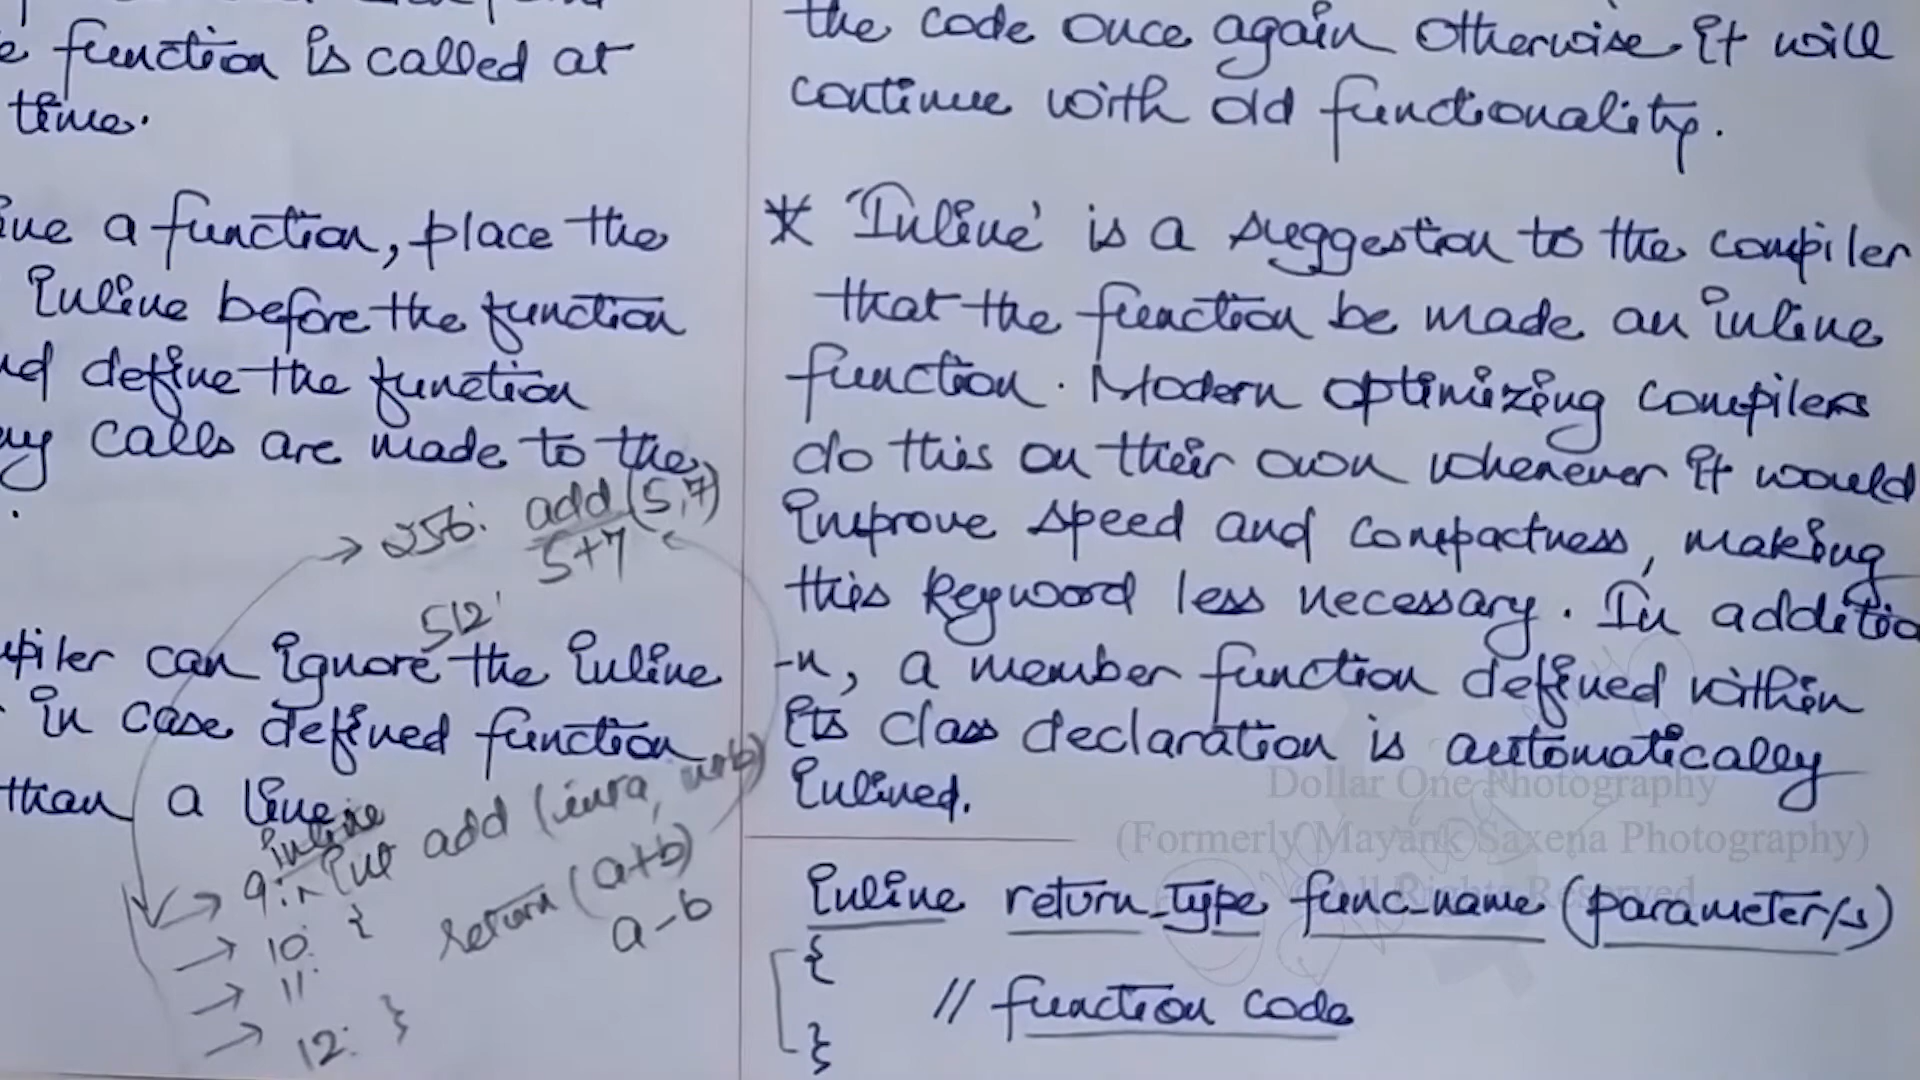 function is called at
time.
a function, place the
Inline before the function
define the function
calls are made to the
256: add (5,7)
5+7
512:
can ignore the Inline
in case defined function
than a line
inline
9: int add (int a, int b)
10: {
return (a+b)
a-b
11:
12: }
the code once again otherwise it will
continue with old functionality.
* 'Inline' is a suggestion to the compiler
that the function be made an inline
function. Modern optimizing compilers
do this on their own whenever it would
improve speed and compactness, making
this keyword less necessary. In additio
-n, a member function defined within
its class declaration is automatically
Inlined.
Dollar One Photography
(Formerly Mayank Saxena Photography)
All Rights Reserved
Inline return_type func_name (parameter/s)
{
// function code
}